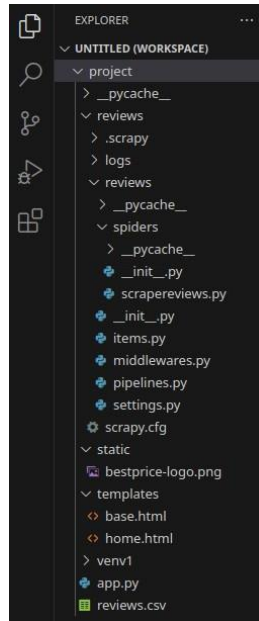 EXPLORER
UNTITLED (WORKSPACE)
project
__pycache__
reviews
.scrapy
logs
reviews
__pycache__
spiders
__pycache__
__init__.py
scrapereviews.py
__init__.py
items.py
middlewares.py
pipelines.py
settings.py
scrapy.cfg
static
bestprice-logo.png
templates
base.html
home.html
venv1
app.py
reviews.csv